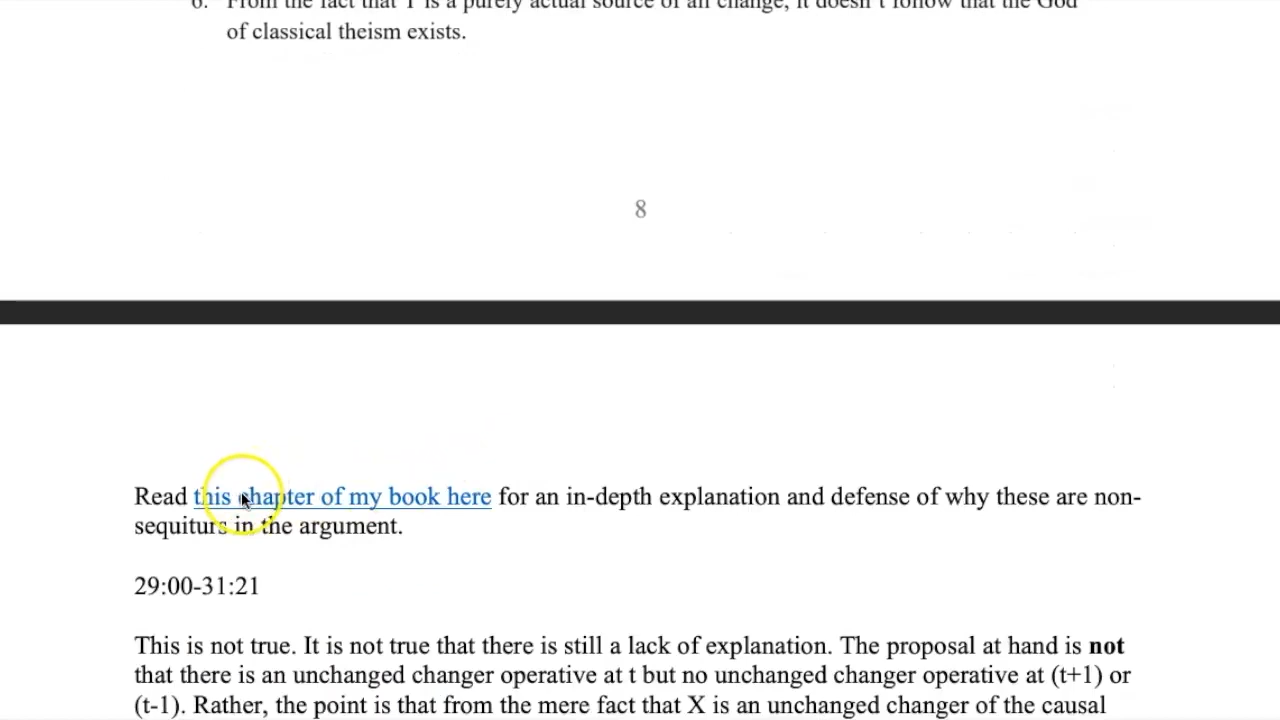 6. From the fact that Y is a purely actual source of all change, it doesn't follow that the God
of classical theism exists.
8
Read this chapter of my book here for an in-depth explanation and defense of why these are non-
sequiturs in the argument.
29:00-31:21
This is not true. It is not true that there is still a lack of explanation. The proposal at hand is not
that there is an unchanged changer operative at t but no unchanged changer operative at (t+1) or
(t-1). Rather, the point is that from the mere fact that X is an unchanged changer of the causal